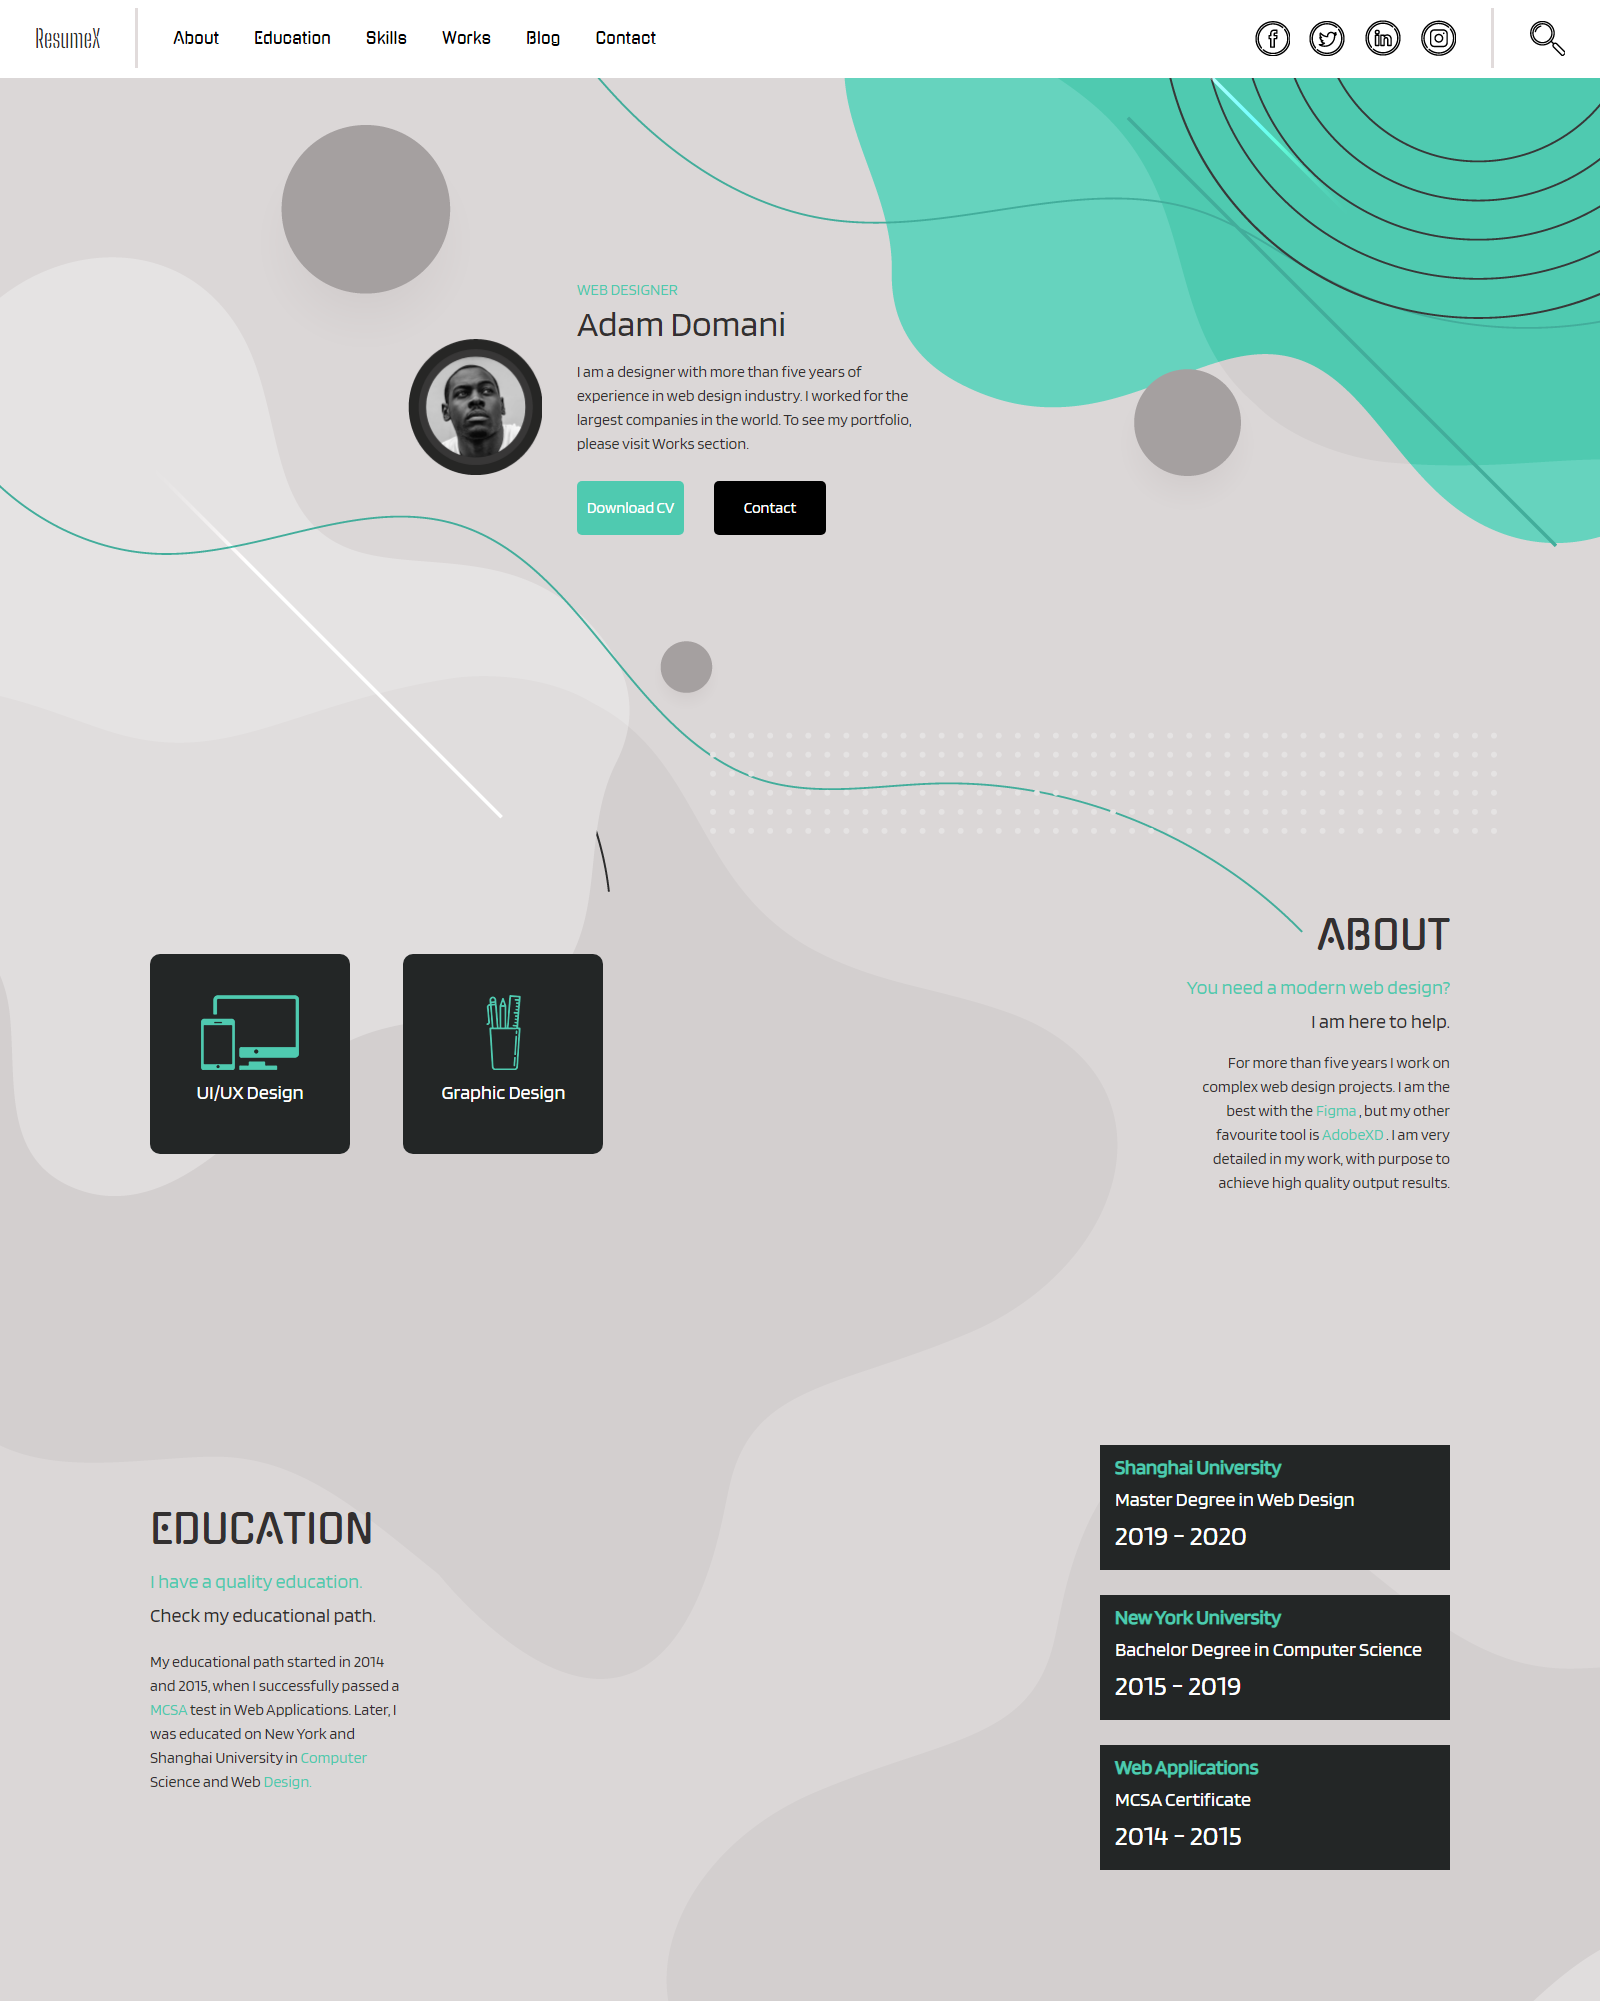 ResumeX
About Education Skills Works Blog Contact
WEB DESIGNER
Adam Domani
I am a designer with more than five years of
experience in web design industry. I worked for the
largest companies in the world. To see my portfolio,
please visit Works section.
Download CV
Contact
ABOUT
You need a modern web design?
I am here to help.
For more than five years I work on
complex web design projects. I am the
best with the Figma , but my other
favourite tool is AdobeXD . I am very
detailed in my work, with purpose to
achieve high quality output results.
UI/UX Design
Graphic Design
EDUCATION
I have a quality education.
Check my educational path.
My educational path started in 2014
and 2015, when I successfully passed a
MCSA test in Web Applications. Later, I
was educated on New York and
Shanghai University in Computer
Science and Web Design.
Shanghai University
Master Degree in Web Design
2019 - 2020
New York University
Bachelor Degree in Computer Science
2015 - 2019
Web Applications
MCSA Certificate
2014 - 2015